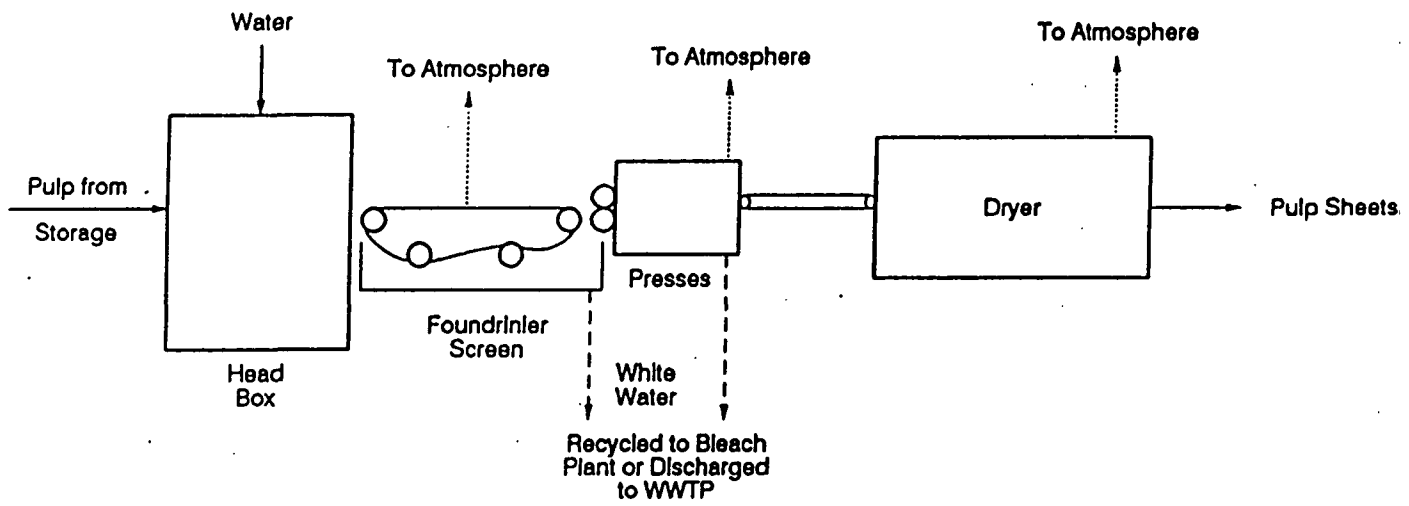 Water
To Atmosphere
To Atmosphere
To Atmosphere
Pulp from
Storage
Dryer
Pulp Sheets
Presses
Foundrinier
Screen
Head
Box
White
Water
Recycled to Bleach
Plant or Discharged
to WWTP